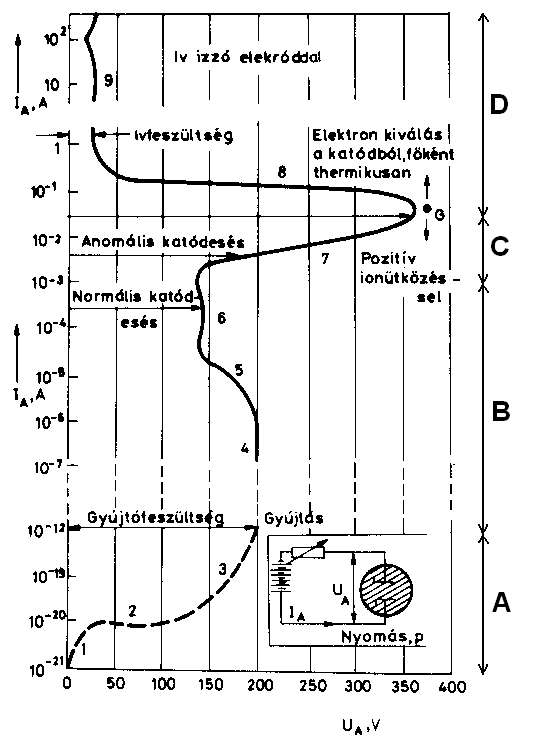 10²
10
I_A, A
9
Iv izzó elekróddal
D
1
Ivfeszültség
Elektron kiválás
a katódból, főként
thermikusan
8
10⁻¹
G
10⁻²
Anomális katódesés
7
C
Pozitív
ionütközés -
sel
10⁻³
Normális katód-
esés
6
10⁻⁴
I_A, A
5
10⁻⁵
B
10⁻⁶
4
10⁻⁷
Gyújtófeszültség
Gyújtás
10⁻¹²
3
10⁻¹⁹
U_A
I_A
A
2
10⁻²⁰
Nyomás, p
1
10⁻²¹
0 50 100 150 200 250 300 350 400
U_A, V